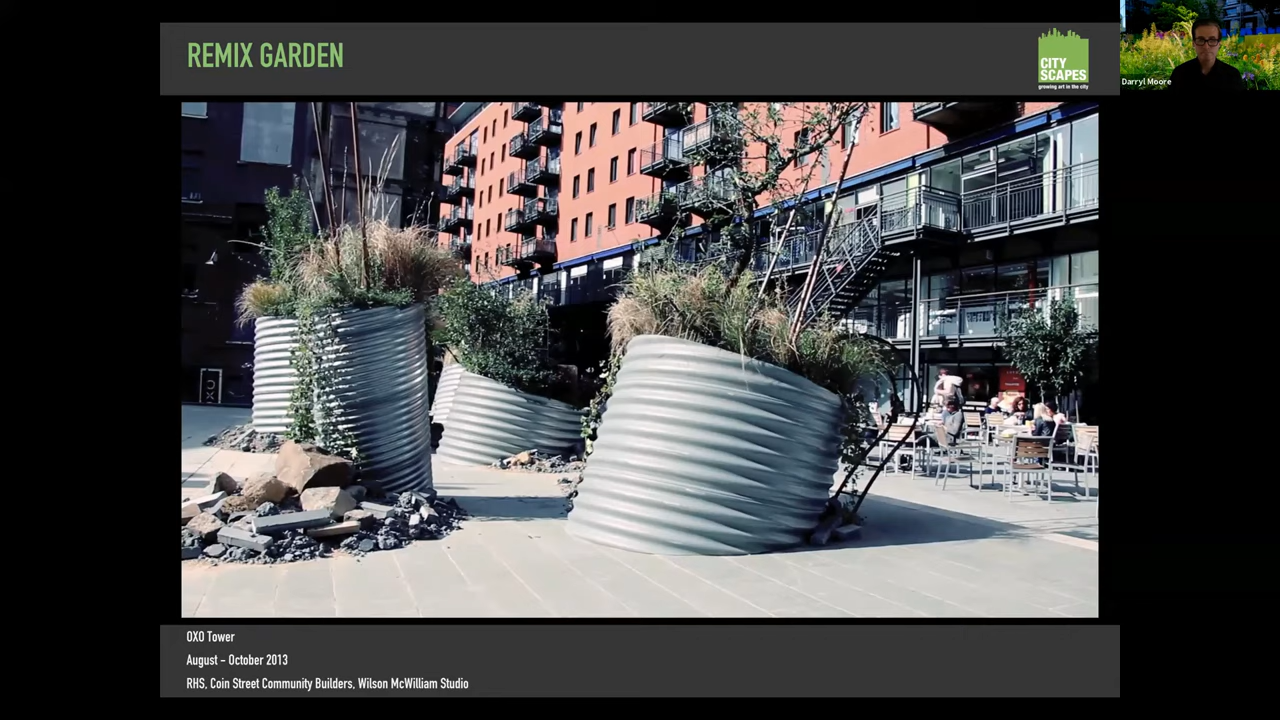 REMIX GARDEN
CITY
SCAPES
growing art in the city
Darryl Moore
OXO Tower
August – October 2013
RHS, Coin Street Community Builders, Wilson McWilliam Studio